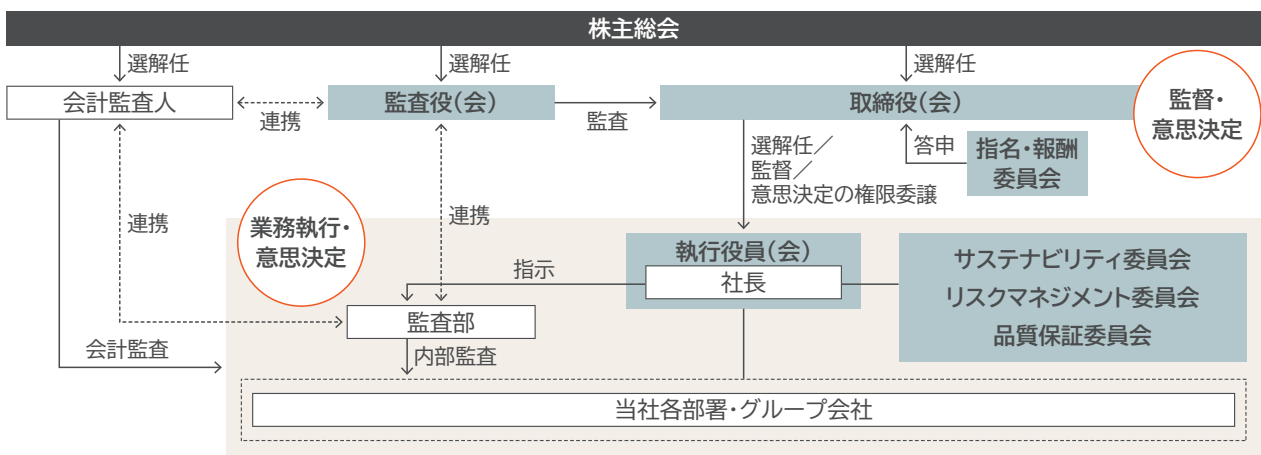 株主総会
選解任
選解任
選解任
会計監査人
連携
監査役(会)
監査
取締役(会)
監督・
意思決定
選解任／
監督／
意思決定の権限委譲
答申
指名・報酬
委員会
連携
業務執行・
意思決定
連携
執行役員(会)
社長
指示
サステナビリティ委員会
リスクマネジメント委員会
品質保証委員会
監査部
会計監査
内部監査
当社各部署・グループ会社